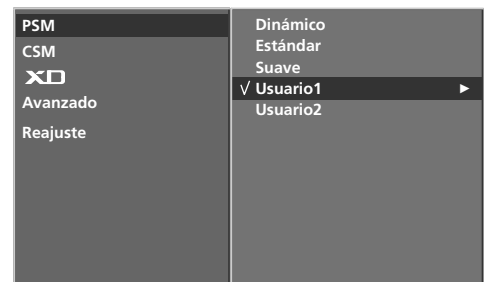 PSM
CSM
XD
Avanzado
Reajuste
Dinámico
Estándar
Suave
√ Usuario1 ►
Usuario2